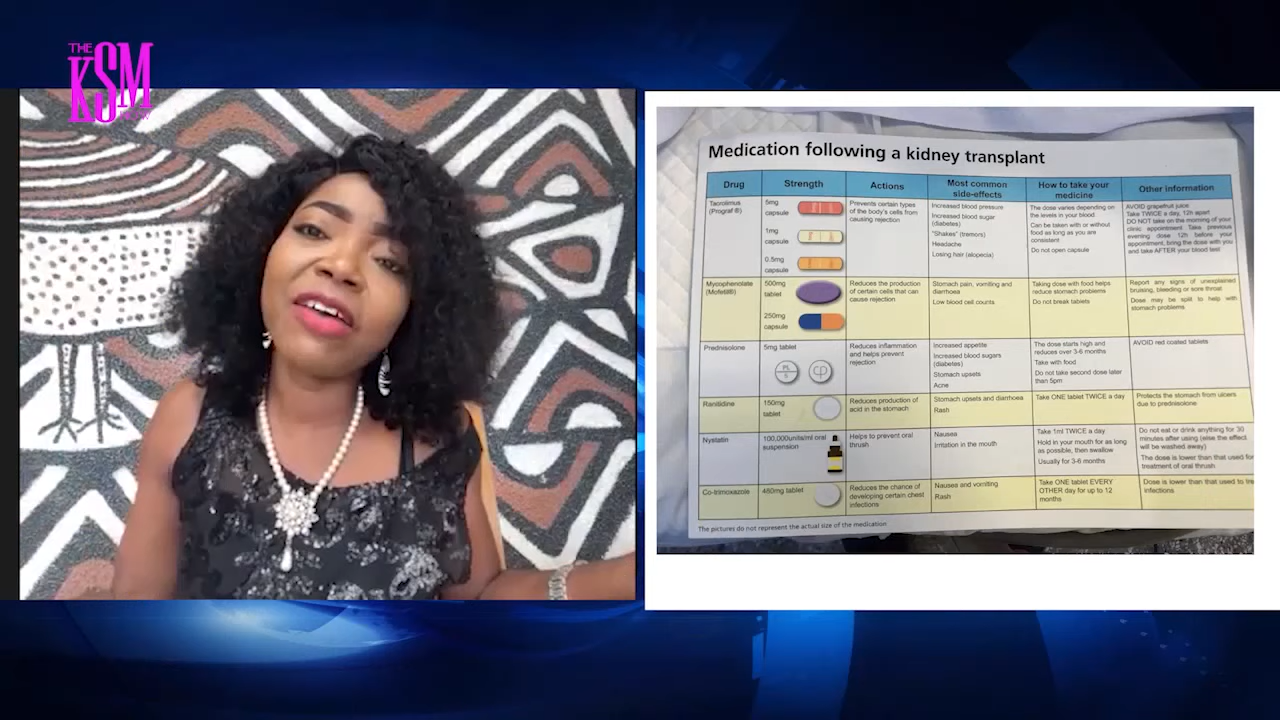 THE
KSM
SHOW
Medication following a kidney transplant
Drug Strength Actions Most common side-effects How to take your medicine Other information
Tacrolimus
(Prograf ®)
5mg
capsule
1mg
capsule
0.5mg
capsule
Prevents certain
types of the body's cells from
causing rejection
Increased blood pressure
Increased blood sugar
(diabetes)
"Shakes" (tremors)
Headache
Losing hair (alopecia)
The dose varies depending on
the levels in your blood
Can be taken with or without
food as long as you are
consistent
Do not open capsule
AVOID grapefruit juice
Take TWICE a day, 12h apart
DO NOT take on the morning of your
clinic appointment. Take previous
evening dose 12h before your
appointment, bring the dose with you
and take AFTER your blood test
Mycophenolate
(Mofetil®)
500mg
tablet
250mg
capsule
Reduces the production
of certain cells that can
cause rejection
Stomach pain, vomiting and
diarrhoea
Low blood cell counts
Taking dose with food helps
reduce stomach problems
Do not break tablets
Report any signs of unexplained
bruising, bleeding or sore throat
Dose may be split to help with
stomach problems
Prednisolone
5mg tablet
Reduces inflammation
and helps prevent
rejection
Increased appetite
Increased blood sugars
(diabetes)
Stomach upsets
Acne
The dose starts high and
reduces over 3-6 months
Take with food
Do not take second dose later
than 5pm
AVOID red coated tablets
Ranitidine
150mg
tablet
Reduces production of
acid in the stomach
Stomach upsets and diarrhoea
Rash
Take ONE tablet TWICE a day
Protects the stomach from ulcers
due to prednisolone
Nystatin
100,000units/ml oral
suspension
Helps to prevent oral
thrush
Nausea
Irritation in the mouth
Take 1ml TWICE a day
Hold in your mouth for as long
as possible, then swallow
Usually for 3-6 months
Do not eat or drink anything for 30
minutes after using (else the effect
will be washed away)
The dose is lower than that used for
treatment of oral thrush
Co-trimoxazole
480mg tablet
Reduces the chance of
developing certain chest
infections
Nausea and vomiting
Rash
Take ONE tablet EVERY
OTHER day for up to 12
months
Dose is lower than that used to
infections
The pictures do not represent the actual size of the medication